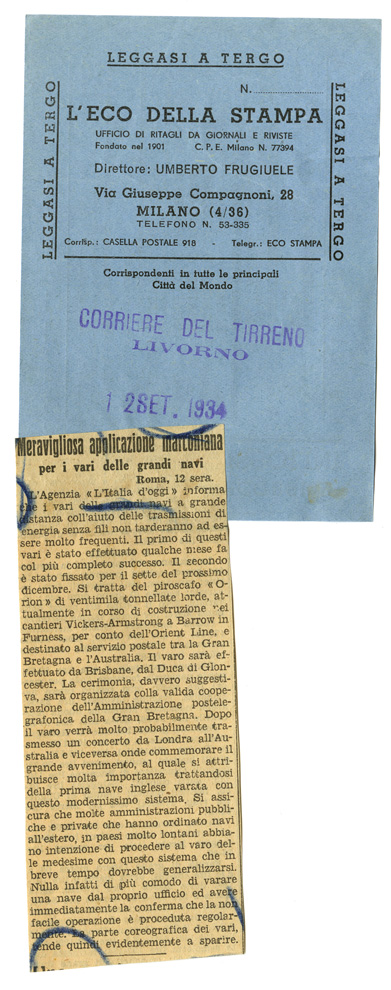 LEGGASI A TERGO
LEGGASI A TERGO
LEGGASI A TERGO
N.
L'ECO DELLA STAMPA
UFFICIO DI RITAGLI DA GIORNALI E RIVISTE
Fondato nel 1901 C. P. E. Milano N. 77394
Direttore: UMBERTO FRUGIUELE
Via Giuseppe Compagnoni, 28
MILANO (4/36)
TELEFONO N. 53-335
Corrisp.: CASELLA POSTALE 918 - Telegr.: ECO STAMPA
Corrispondenti in tutte le principali
Città del Mondo
CORRIERE DEL TIRRENO
LIVORNO
1 2 SET. 1934
Meravigliosa applicazione marconiana
per i vari delle grandi navi
Roma, 12 sera.
L'Agenzia «L'Italia d'oggi» informa
che i vari delle grandi navi a grande
distanza coll'aiuto delle trasmissioni di
energia senza fili non tarderanno ad es-
sere molto frequenti. Il primo di questi
vari è stato effettuato qualche mese fa
col più completo successo. Il secondo
è stato fissato per il sette del prossimo
dicembre. Si tratta del piroscafo «O-
rion» di ventimila tonnellate lorde, at-
tualmente in corso di costruzione nei
cantieri Vickers-Armstrong a Barrow in
Furness, per conto dell'Orient Line, e
destinato al servizio postale tra la Gran
Bretagna e l'Australia. Il varo sarà ef-
fettuato da Brisbane, dal Duca di Glou-
cester. La cerimonia, davvero suggesti-
va, sarà organizzata colla valida coope-
razione dell'Amministrazione postele-
grafonica della Gran Bretagna. Dopo
il varo verrà molto probabilmente tra-
smesso un concerto da Londra all'Au-
stralia e viceversa onde commemorare il
grande avvenimento, al quale si attri-
buisce molta importanza trattandosi
della prima nave inglese varata con
questo modernissimo sistema. Si assi-
cura che molte amministrazioni pubbli-
che e private che hanno ordinato navi
all'estero, in paesi molto lontani abbia-
no intenzione di procedere al varo del-
le medesime con questo sistema che in
breve tempo dovrebbe generalizzarsi.
Nulla infatti di più comodo di varare
una nave dal proprio ufficio ed avere
immediatamente la conferma che la non
facile operazione è proceduta regolar-
mente. La parte coreografica dei vari,
tende quindi evidentemente a sparire.